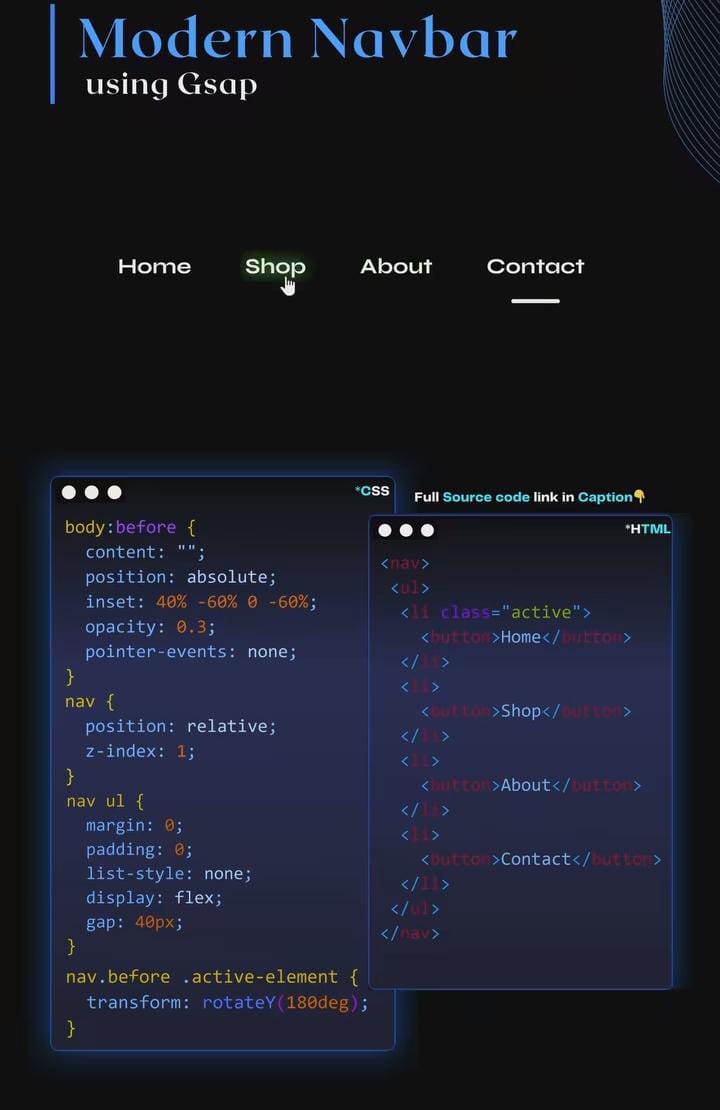 Modern Navbar
using Gsap
Home Shop About Contact
*CSS
body:before {
content: "";
position: absolute;
inset: 40% -60% 0 -60%;
opacity: 0.3;
pointer-events: none;
}
nav {
position: relative;
z-index: 1;
}
nav ul {
margin: 0;
padding: 0;
list-style: none;
display: flex;
gap: 40px;
}
nav.before .active-element {
transform: rotateY(180deg);
}
Full Source code link in Caption👇
*HTML
<nav>
<ul>
<li class="active">
<button>Home</button>
</li>
<li>
<button>Shop</button>
</li>
<li>
<button>About</button>
</li>
<li>
<button>Contact</button>
</li>
</ul>
</nav>